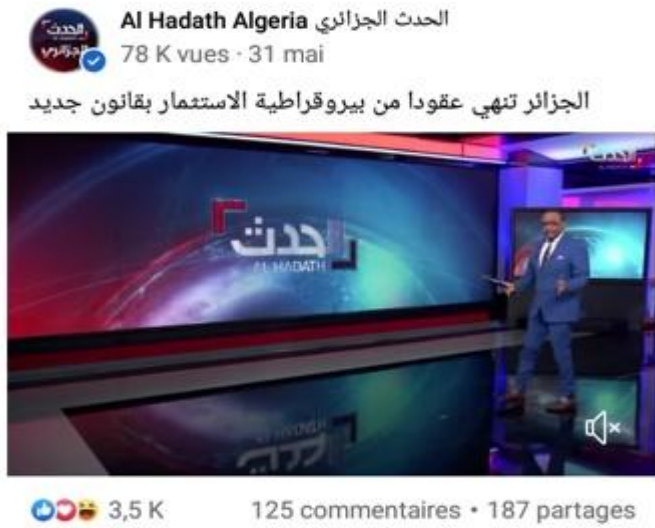 Al Hadath Algeria الحدث الجزائري
78 K vues · 31 mai
الجزائر تنهي عقودا من بيروقراطية الاستثمار بقانون جديد
الحدث
AL HADATH
3,5 K
125 commentaires • 187 partages